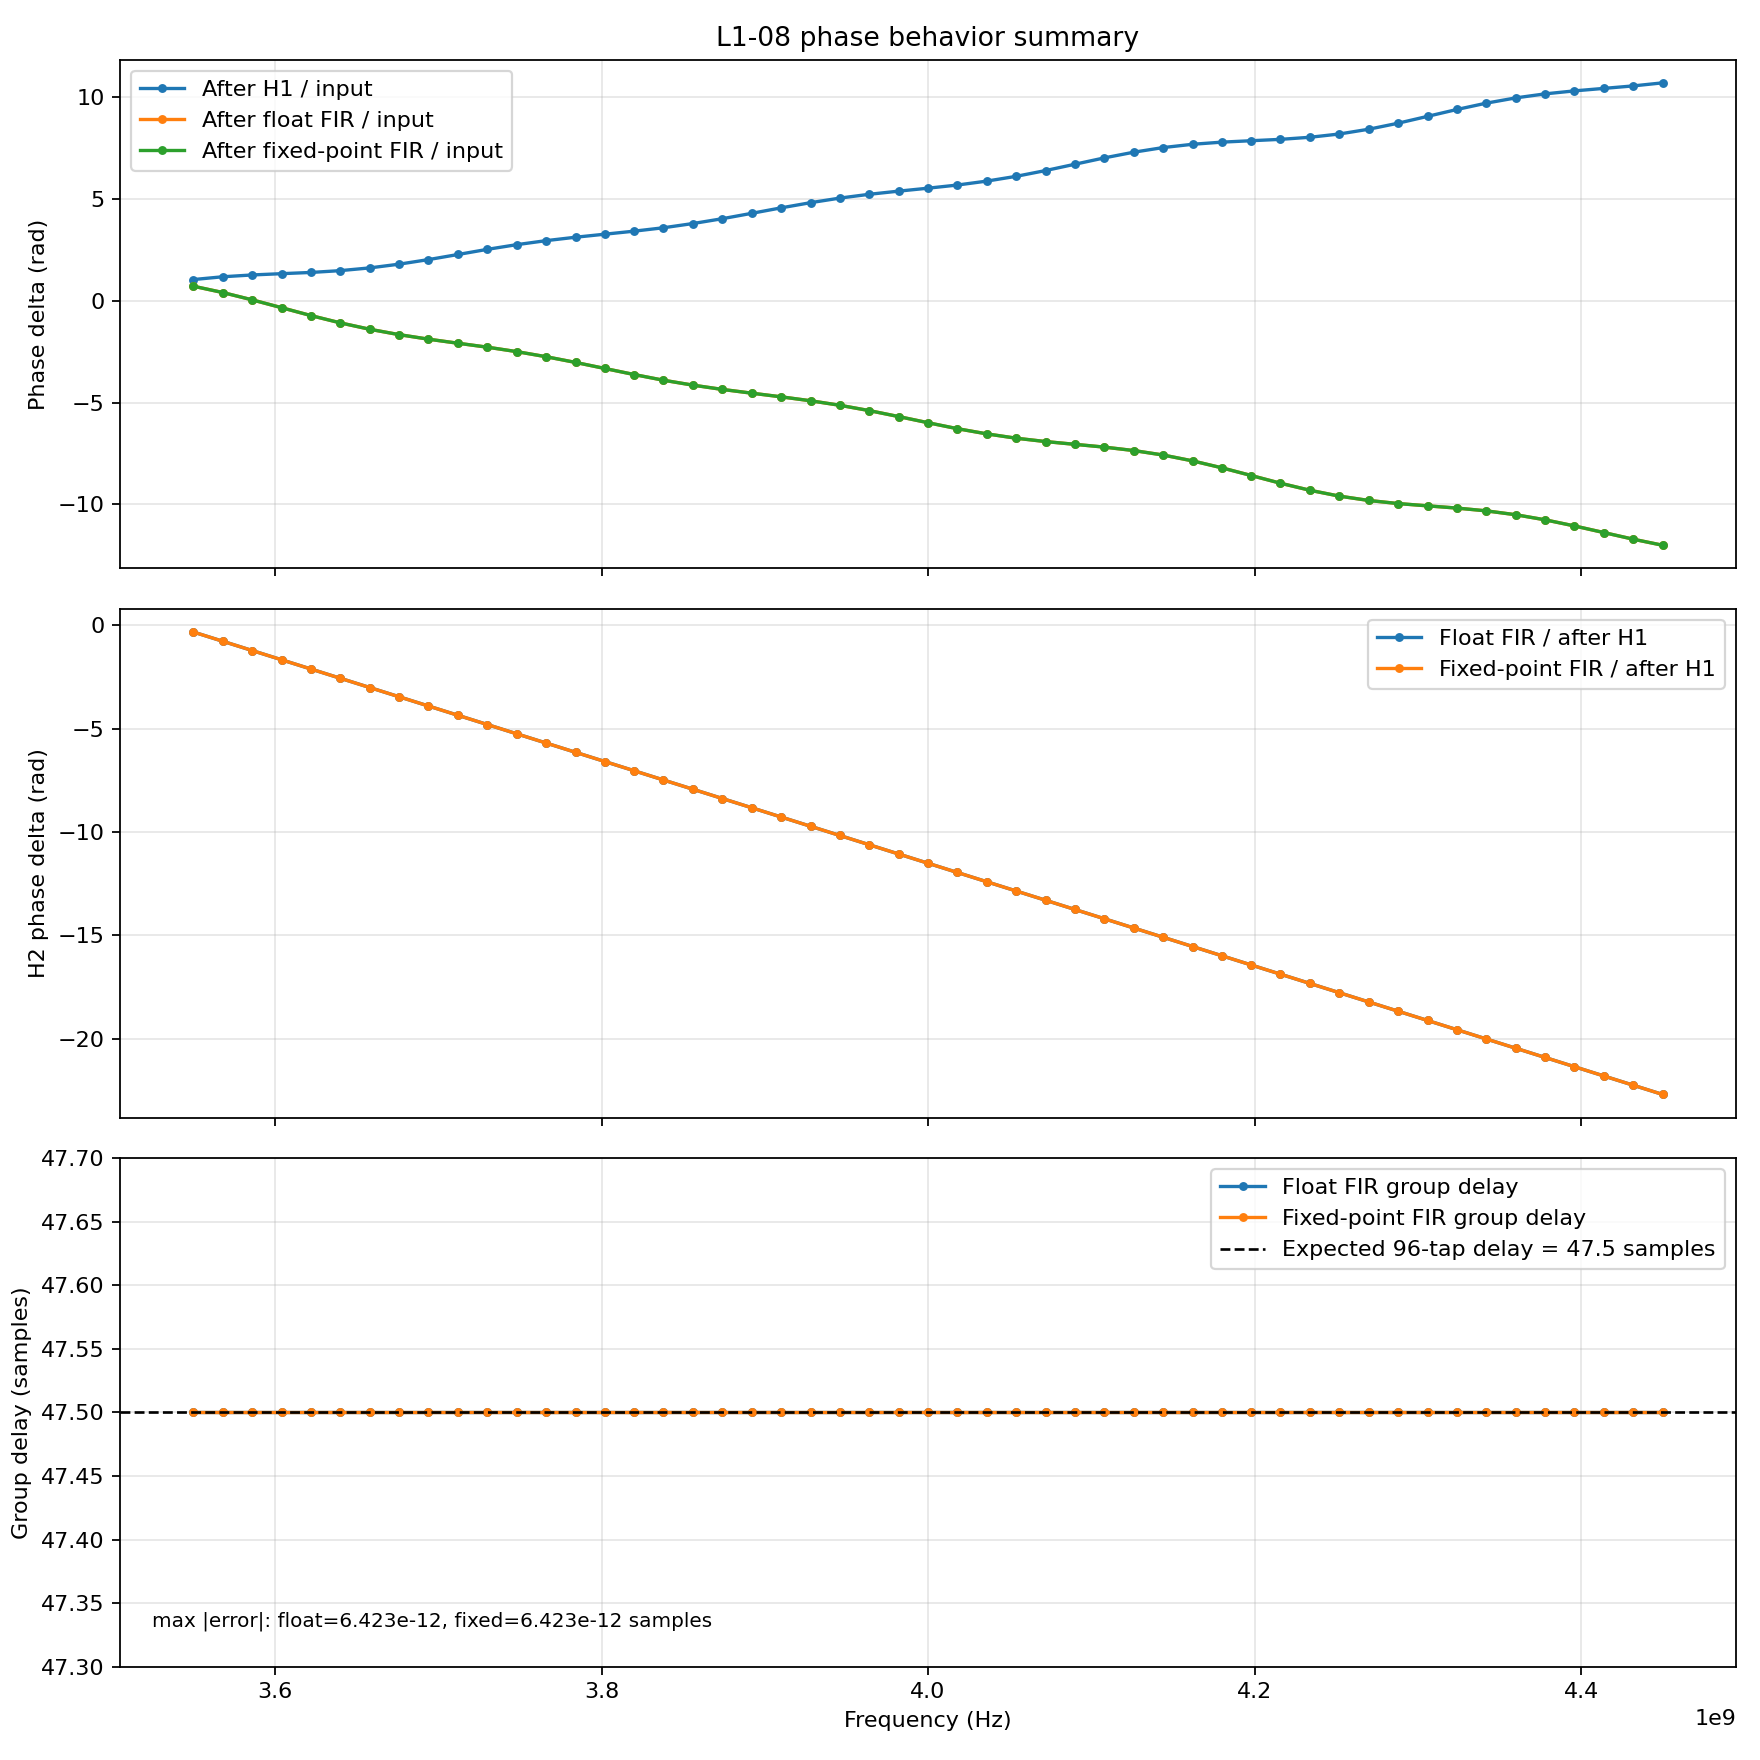 L1-08 phase behavior summary
After H1 / input
After float FIR / input
After fixed-point FIR / input
Phase delta (rad)
10
5
0
−5
−10
Float FIR / after H1
Fixed-point FIR / after H1
H2 phase delta (rad)
0
−5
−10
−15
−20
Float FIR group delay
Fixed-point FIR group delay
Expected 96-tap delay = 47.5 samples
Group delay (samples)
47.70
47.65
47.60
47.55
47.50
47.45
47.40
47.35
47.30
max |error|: float=6.423e-12, fixed=6.423e-12 samples
3.6 3.8 4.0 4.2 4.4
Frequency (Hz)
1e9